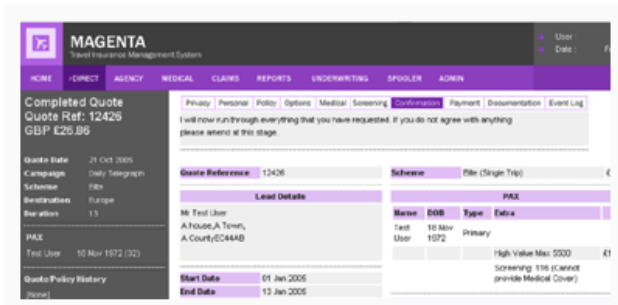 MAGENTA
Travel Insurance Management System
User :
Date :
HOME DIRECT AGENCY MEDICAL CLAIMS REPORTS UNDERWRITING SPOOLER ADMIN
Completed Quote
Quote Ref: 12426
GBP £26.86
Quote Date 21 Oct 2005
Campaign Daily Telegraph
Scheme Elite
Destination Europe
Duration 13
PAX
Test User 10 Nov 1972 (32)
Quote/Policy History
[None]
Privacy Personal Policy Options Medical Screening Confirmation Payment Documentation Event Log
I will now run through everything that you have requested. If you do not agree with anything
please amend at this stage.
Quote Reference 12426
Scheme Elite (Single Trip)
Lead Details
Mr Test User
A house,A Town,
A County,EC44AB
Start Date 01 Jan 2005
End Date 13 Jan 2005
PAX
Name DOB Type Extra
Test User 18 Nov 1972 Primary
High Value Max 5500
Screening: 116 (Cannot
provide Medical Cover)